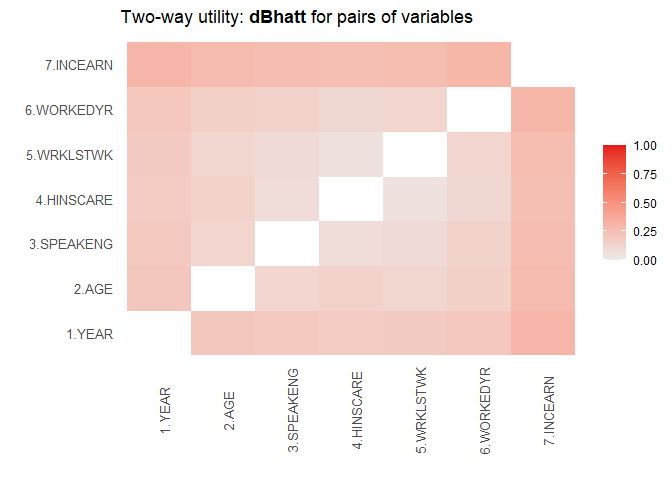 Two-way utility: dBhatt for pairs of variables
7.INCEARN
6.WORKEDYR
5.WRKLSTWK
4.HINSCARE
3.SPEAKENG
2.AGE
1.YEAR
1.00
0.75
0.50
0.25
0.00
1.YEAR
2.AGE
3.SPEAKENG
4.HINSCARE
5.WRKLSTWK
6.WORKEDYR
7.INCEARN